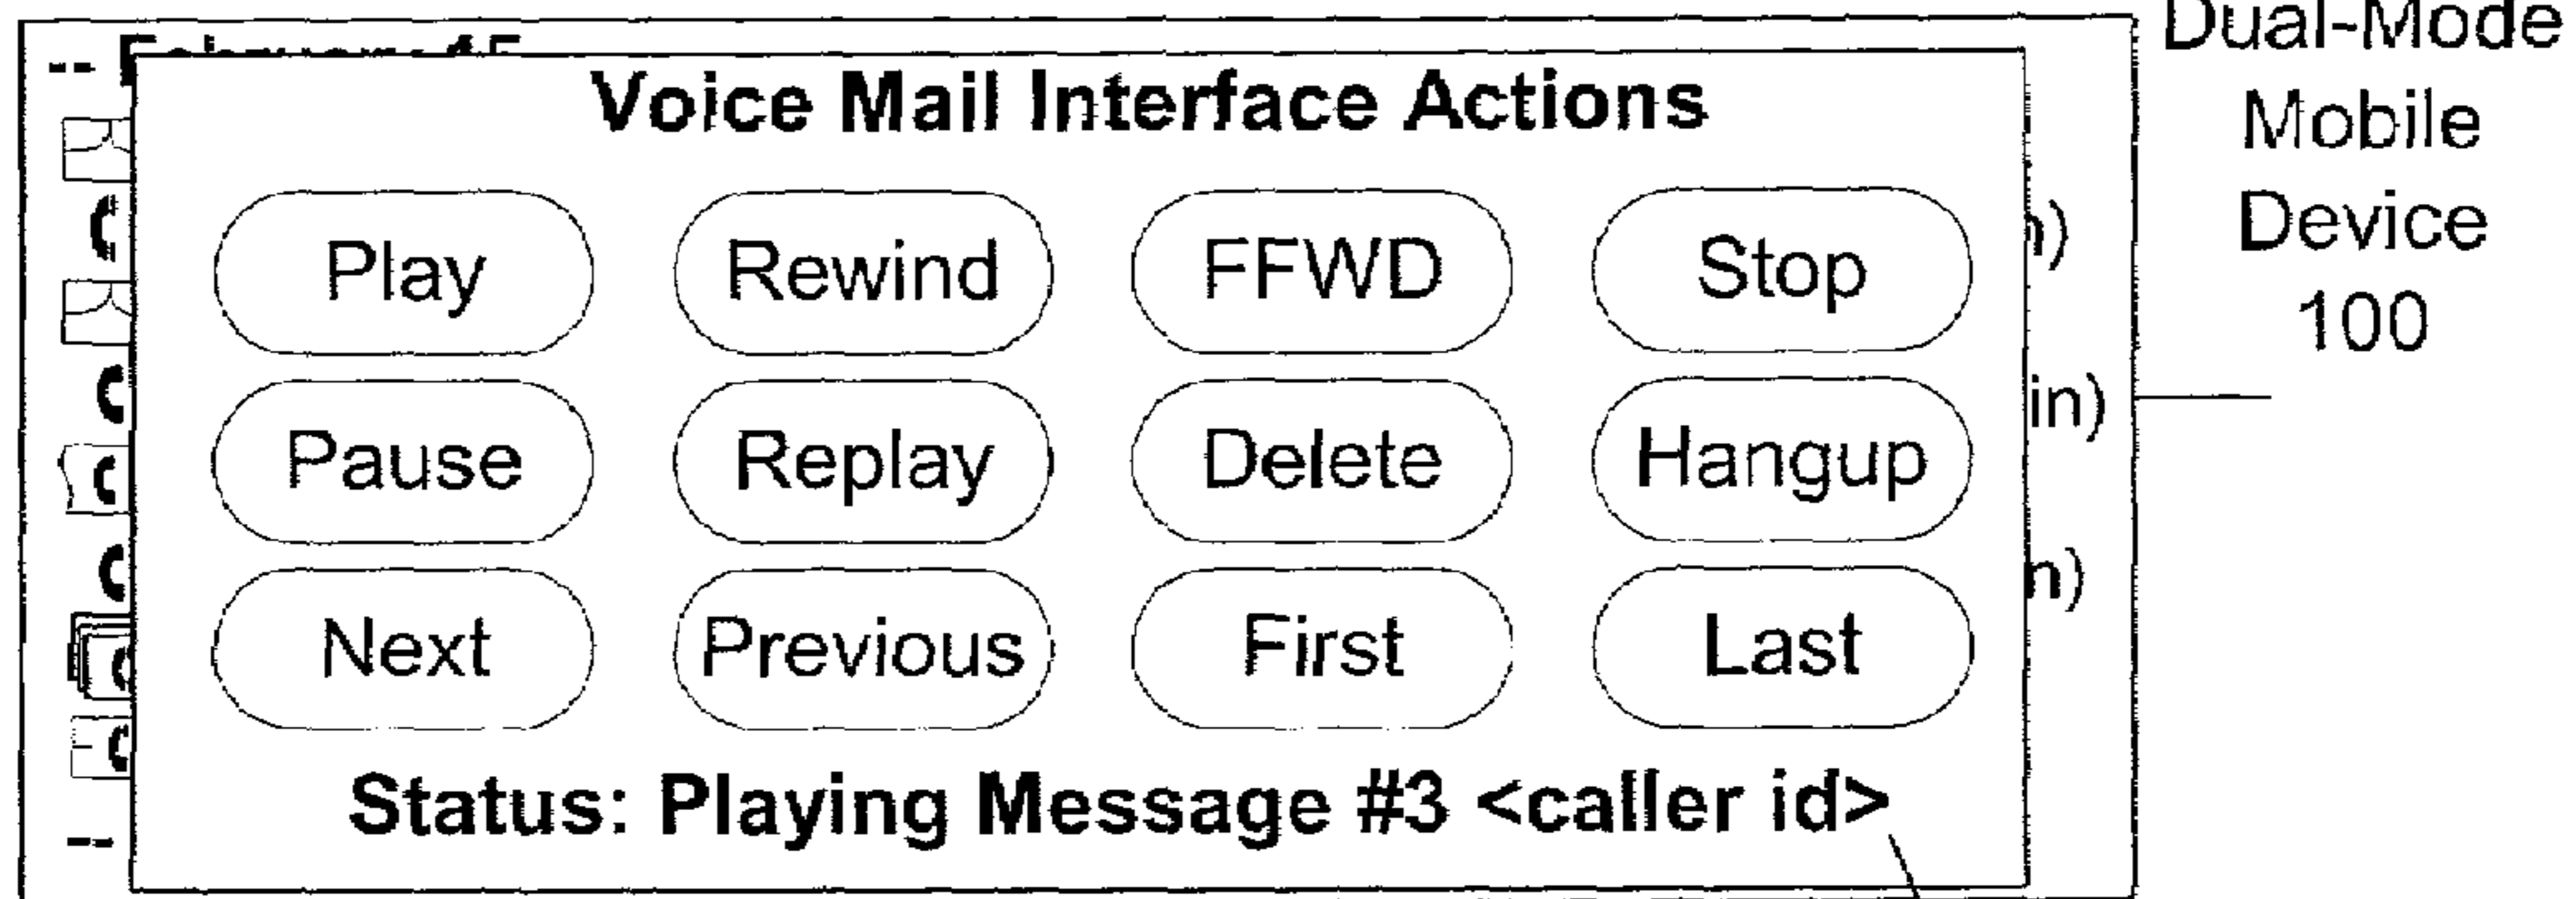 Voice Mail Interface Actions
Play Rewind FFWD Stop
Pause Replay Delete Hangup
Next Previous First Last
Status: Playing Message #3 <caller id>
Dual-Mode
Mobile
Device
100
in)
n)